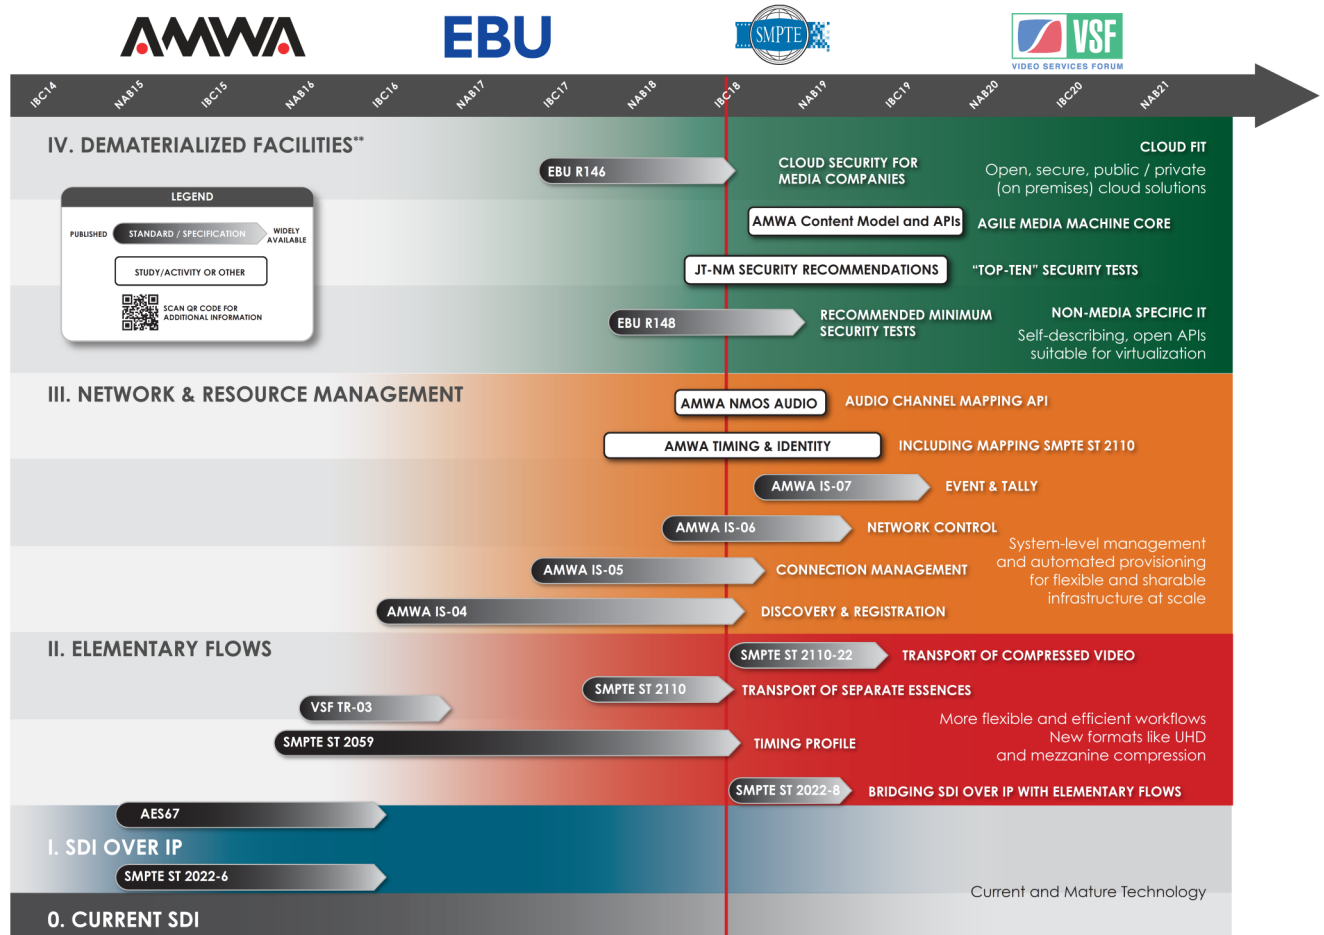 AMWA
EBU
SMPTE
VSF
VIDEO SERVICES FORUM
IBC14
NAB15
IBC15
NAB16
IBC16
NAB17
IBC17
NAB18
IBC18
NAB19
IBC19
NAB20
IBC20
NAB21
IV. DEMATERIALIZED FACILITIES**
LEGEND
PUBLISHED
STANDARD / SPECIFICATION
WIDELY
AVAILABLE
STUDY/ACTIVITY OR OTHER
SCAN QR CODE FOR
ADDITIONAL INFORMATION
EBU R146
CLOUD SECURITY FOR
MEDIA COMPANIES
CLOUD FIT
Open, secure, public / private
(on premises) cloud solutions
AMWA Content Model and APIs
AGILE MEDIA MACHINE CORE
JT-NM SECURITY RECOMMENDATIONS
“TOP-TEN” SECURITY TESTS
EBU R148
RECOMMENDED MINIMUM
SECURITY TESTS
NON-MEDIA SPECIFIC IT
Self-describing, open APIs
suitable for virtualization
III. NETWORK & RESOURCE MANAGEMENT
AMWA NMOS AUDIO
AUDIO CHANNEL MAPPING API
AMWA TIMING & IDENTITY
INCLUDING MAPPING SMPTE ST 2110
AMWA IS-07
EVENT & TALLY
AMWA IS-06
NETWORK CONTROL
AMWA IS-05
CONNECTION MANAGEMENT
AMWA IS-04
DISCOVERY & REGISTRATION
System-level management
and automated provisioning
for flexible and sharable
infrastructure at scale
II. ELEMENTARY FLOWS
SMPTE ST 2110-22
TRANSPORT OF COMPRESSED VIDEO
SMPTE ST 2110
TRANSPORT OF SEPARATE ESSENCES
VSF TR-03
SMPTE ST 2059
TIMING PROFILE
More flexible and efficient workflows
New formats like UHD
and mezzanine compression
SMPTE ST 2022-8
BRIDGING SDI OVER IP WITH ELEMENTARY FLOWS
AES67
I. SDI OVER IP
SMPTE ST 2022-6
Current and Mature Technology
0. CURRENT SDI